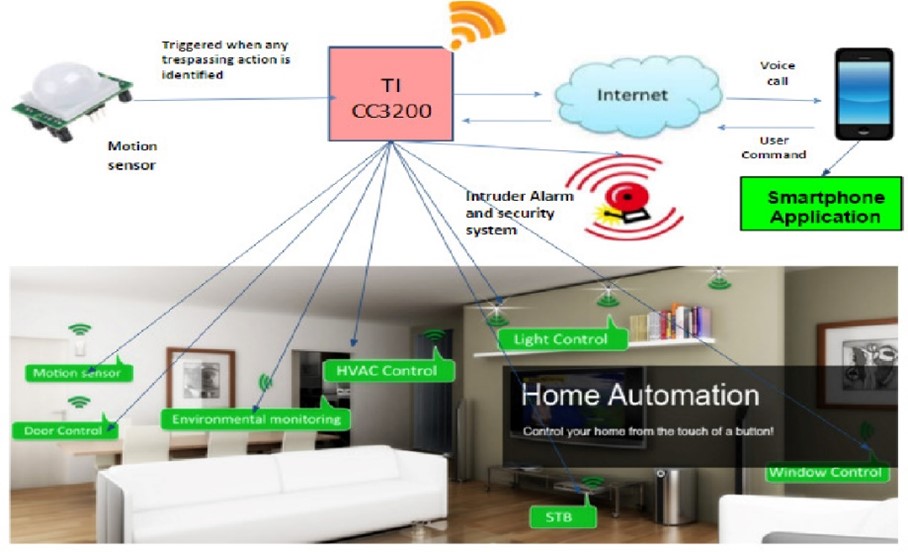 Triggered when any
trespassing action is
identified
Motion
sensor
TI
CC3200
Internet
Voice
call
User
Command
Smartphone
Application
Intruder Alarm
and security
system
Motion sensor
Door Control
Environmental monitoring
HVAC Control
Light Control
Home Automation
Control your home from the touch of a button!
Window Control
STB